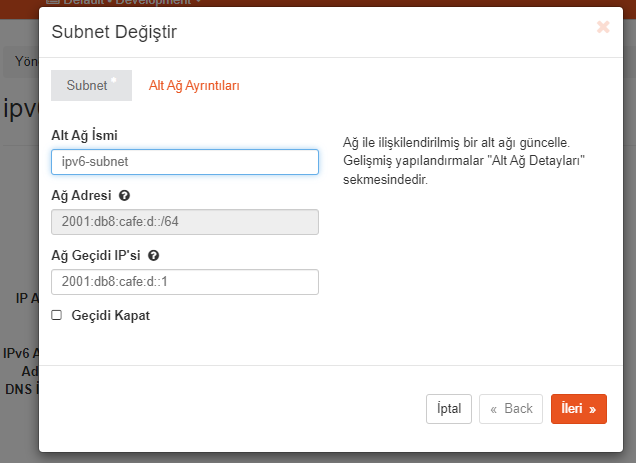 Default • Development
Subnet Değiştir
Yön
Subnet *
Alt Ağ Ayrıntıları
ipv
Alt Ağ İsmi
ipv6-subnet
Ağ ile ilişkilendirilmiş bir alt ağı güncelle.
Gelişmiş yapılandırmalar "Alt Ağ Detayları"
sekmesindedir.
Ağ Adresi
2001:db8:cafe:d::/64
Ağ Geçidi IP'si
2001:db8:cafe:d::1
IP A
Geçidi Kapat
IPv6 A
Ad
DNS İ
İptal
« Back
İleri »